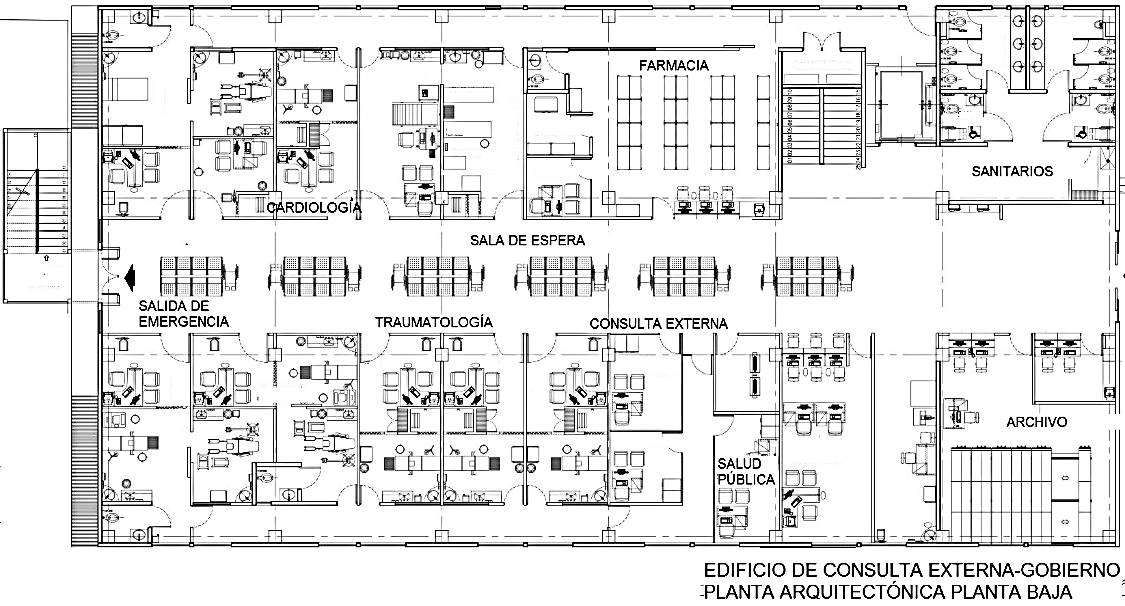 FARMACIA
SANITARIOS
CARDIOLOGÍA
SALA DE ESPERA
SALIDA DE
EMERGENCIA
TRAUMATOLOGÍA
CONSULTA EXTERNA
ARCHIVO
SALUD
PÚBLICA
EDIFICIO DE CONSULTA EXTERNA-GOBIERNO
PLANTA ARQUITECTÓNICA PLANTA BAJA